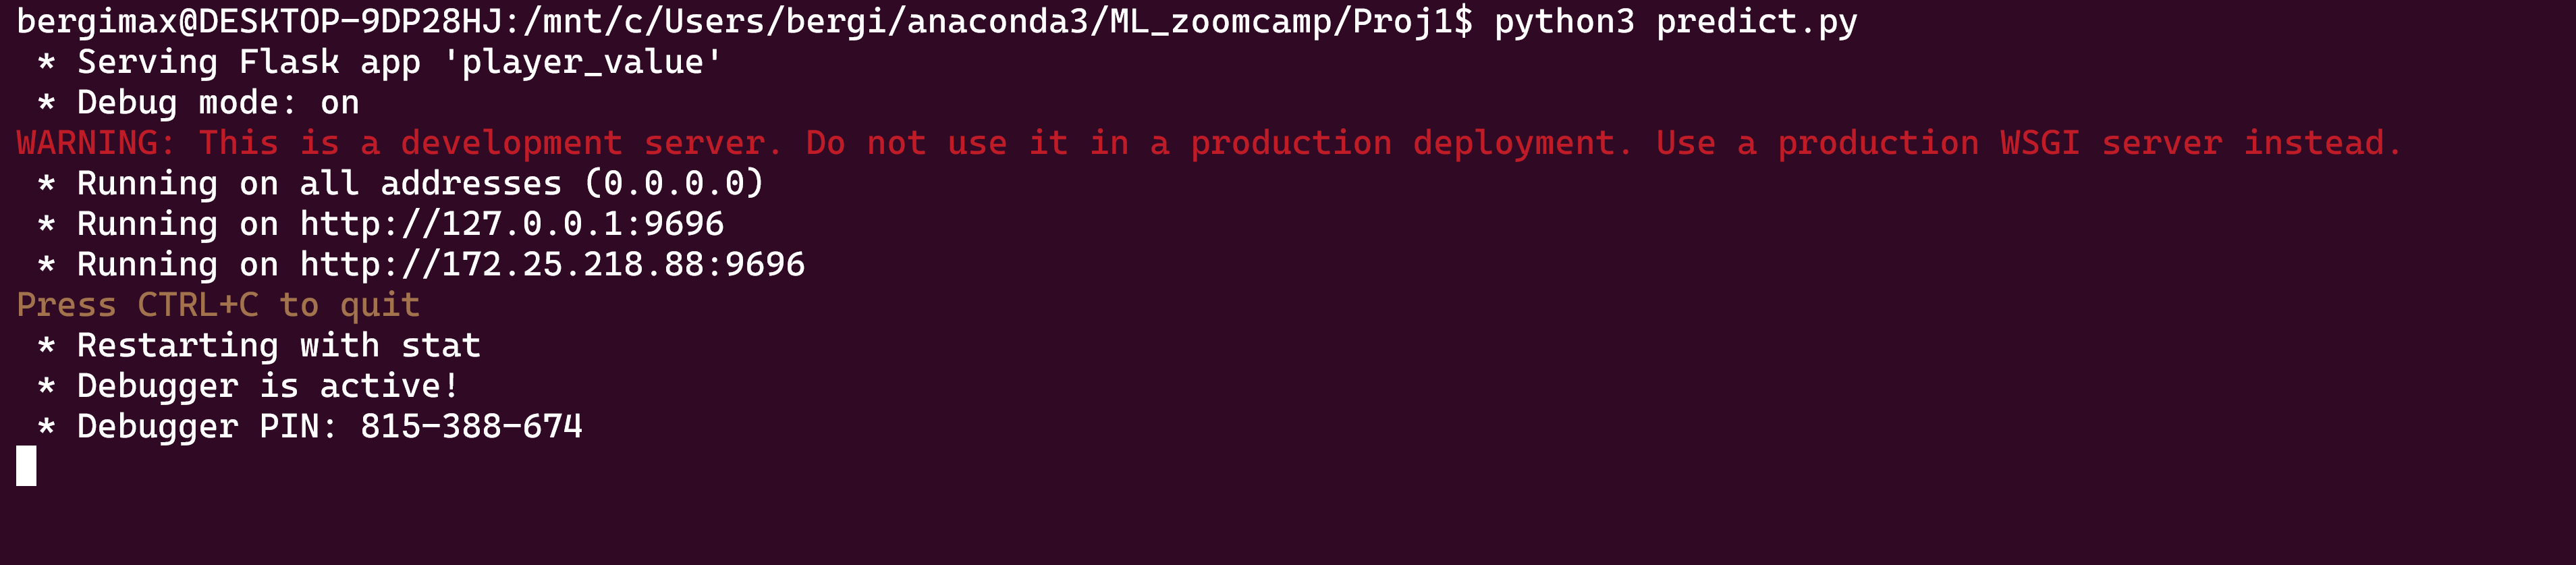 bergimax@DESKTOP-9DP28HJ:/mnt/c/Users/bergi/anaconda3/ML_zoomcamp/Proj1$ python3 predict.py
 * Serving Flask app 'player_value'
 * Debug mode: on
WARNING: This is a development server. Do not use it in a production deployment. Use a production WSGI server instead.
 * Running on all addresses (0.0.0.0)
 * Running on http://127.0.0.1:9696
 * Running on http://172.25.218.88:9696
Press CTRL+C to quit
 * Restarting with stat
 * Debugger is active!
 * Debugger PIN: 815-388-674